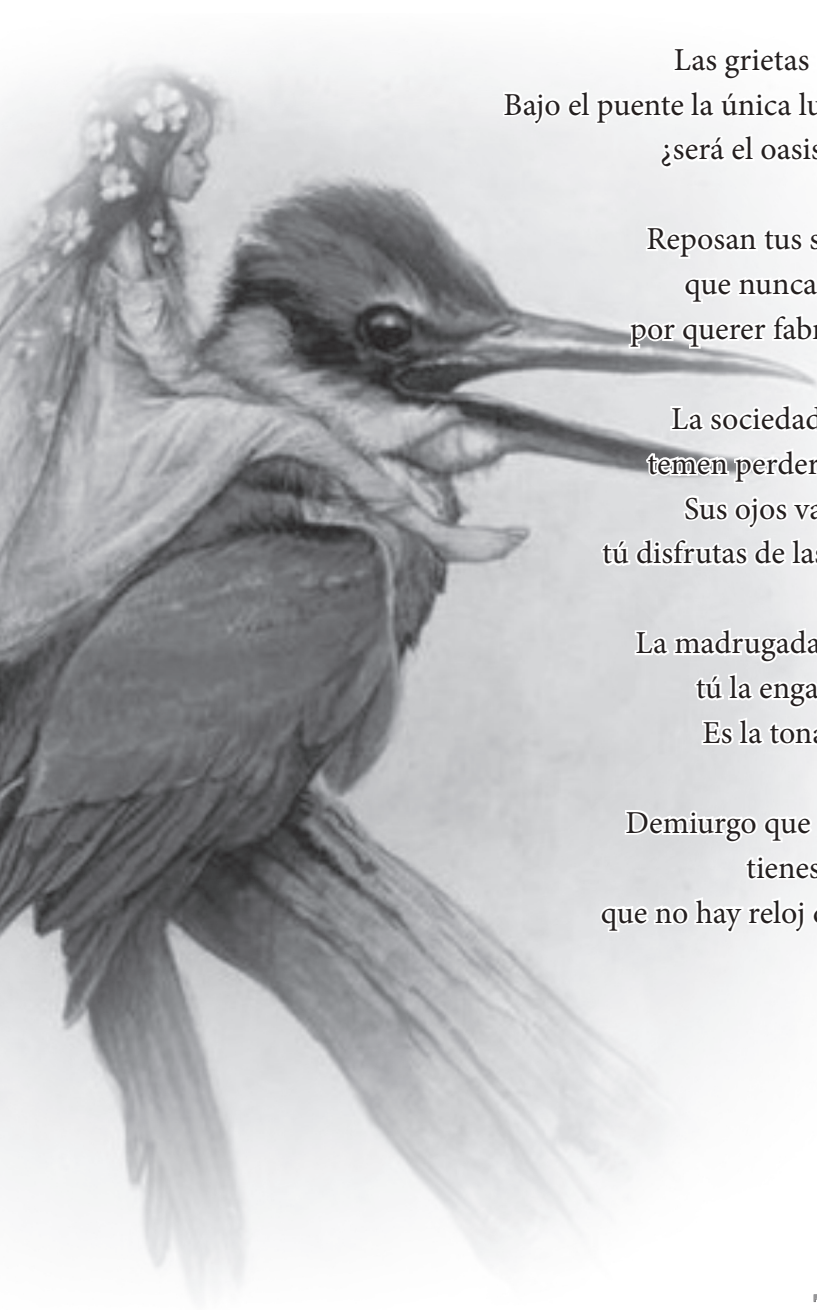 Las grietas
Bajo el puente la única lu
¿será el oasis
Reposan tus s
que nunca
por querer fabr
La sociedad
temen perder
Sus ojos va
tú disfrutas de las
La madrugada
tú la enga
Es la tona
Demiurgo que
tienes
que no hay reloj